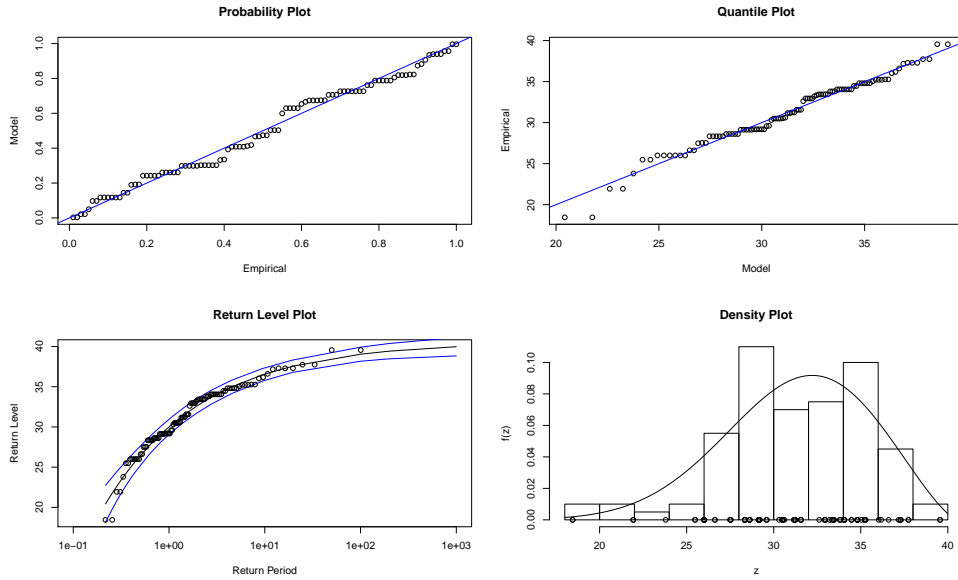 Probability Plot
Model
0.0 0.2 0.4 0.6 0.8 1.0
0.0 0.2 0.4 0.6 0.8 1.0
Empirical
Quantile Plot
Empirical
20 25 30 35 40
20 25 30 35
Model
Return Level Plot
Return Level
20 25 30 35 40
1e−01 1e+00 1e+01 1e+02 1e+03
Return Period
Density Plot
f(z)
0.00 0.02 0.04 0.06 0.08 0.10
20 25 30 35 40
z